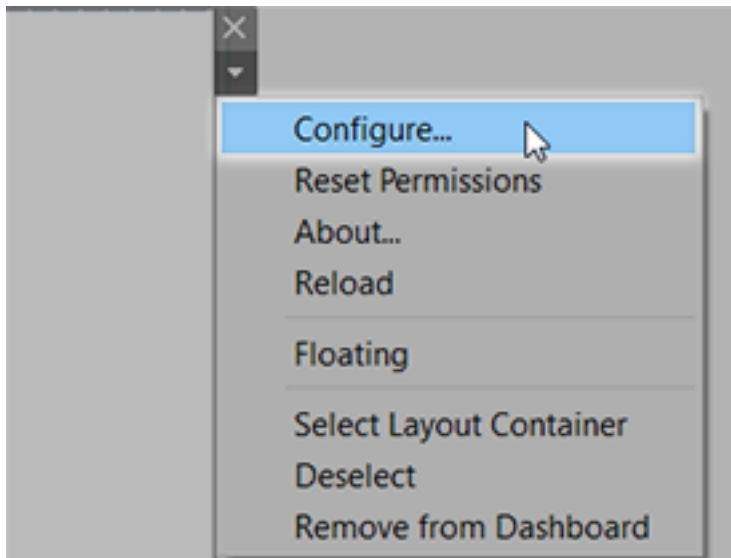 Configure...
Reset Permissions
About...
Reload
Floating
Select Layout Container
Deselect
Remove from Dashboard